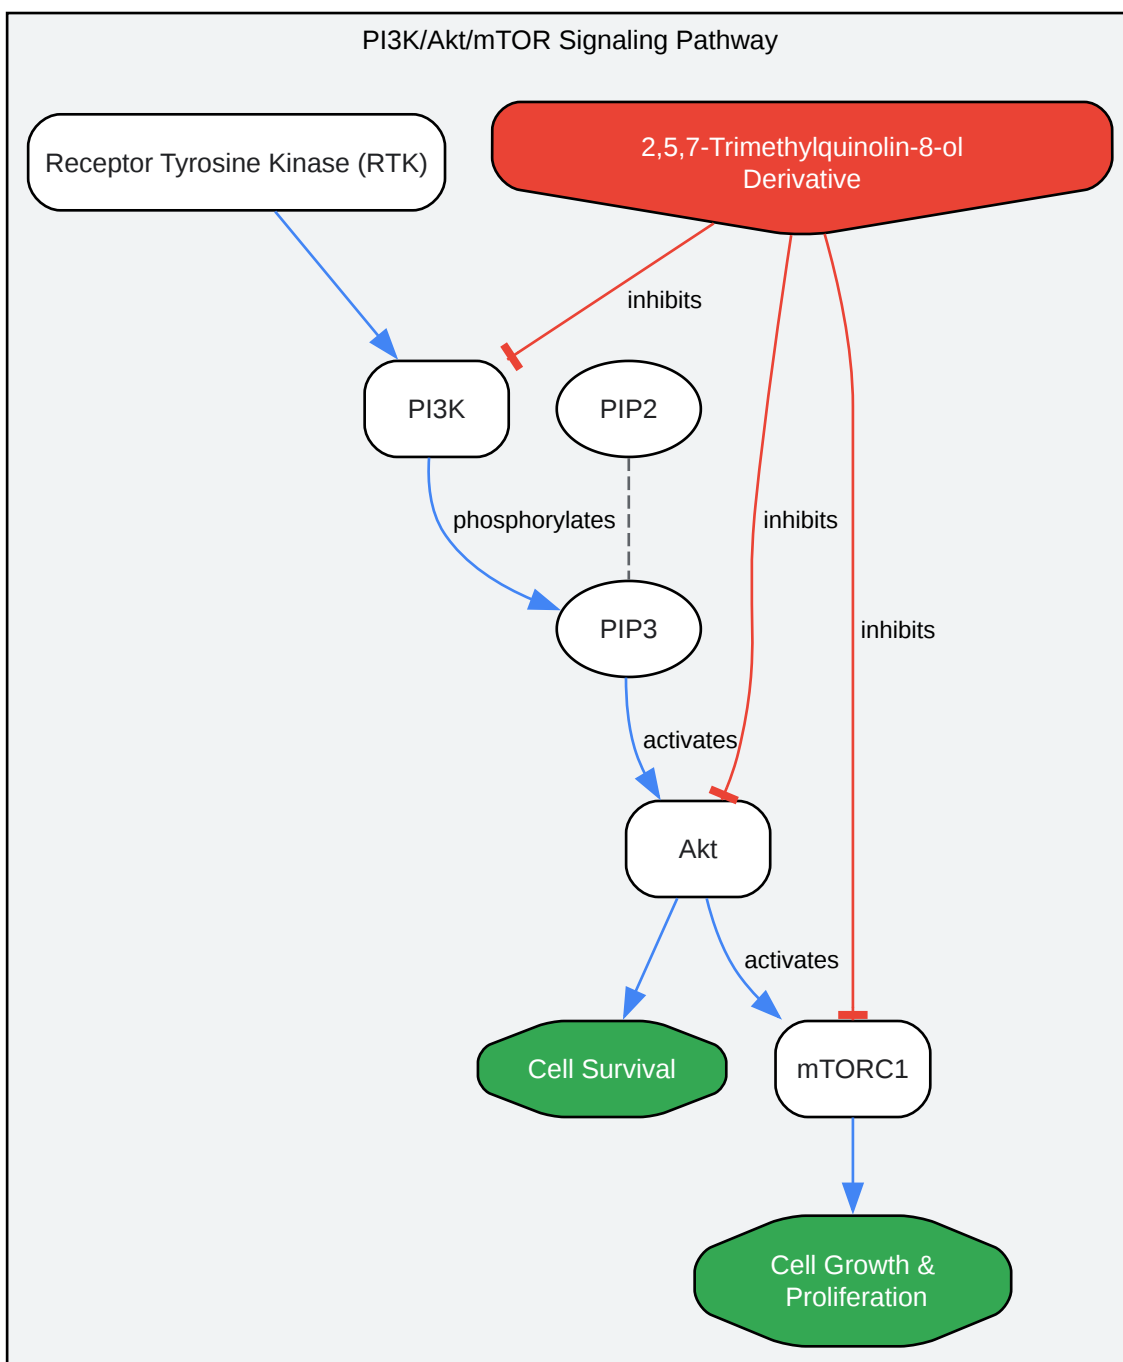 PI3K/Akt/mTOR Signaling Pathway
Receptor Tyrosine Kinase (RTK)
2,5,7-Trimethylquinolin-8-ol
Derivative
inhibits
PI3K
PIP2
phosphorylates
inhibits
PIP3
inhibits
activates
Akt
activates
Cell Survival
mTORC1
Cell Growth &
Proliferation